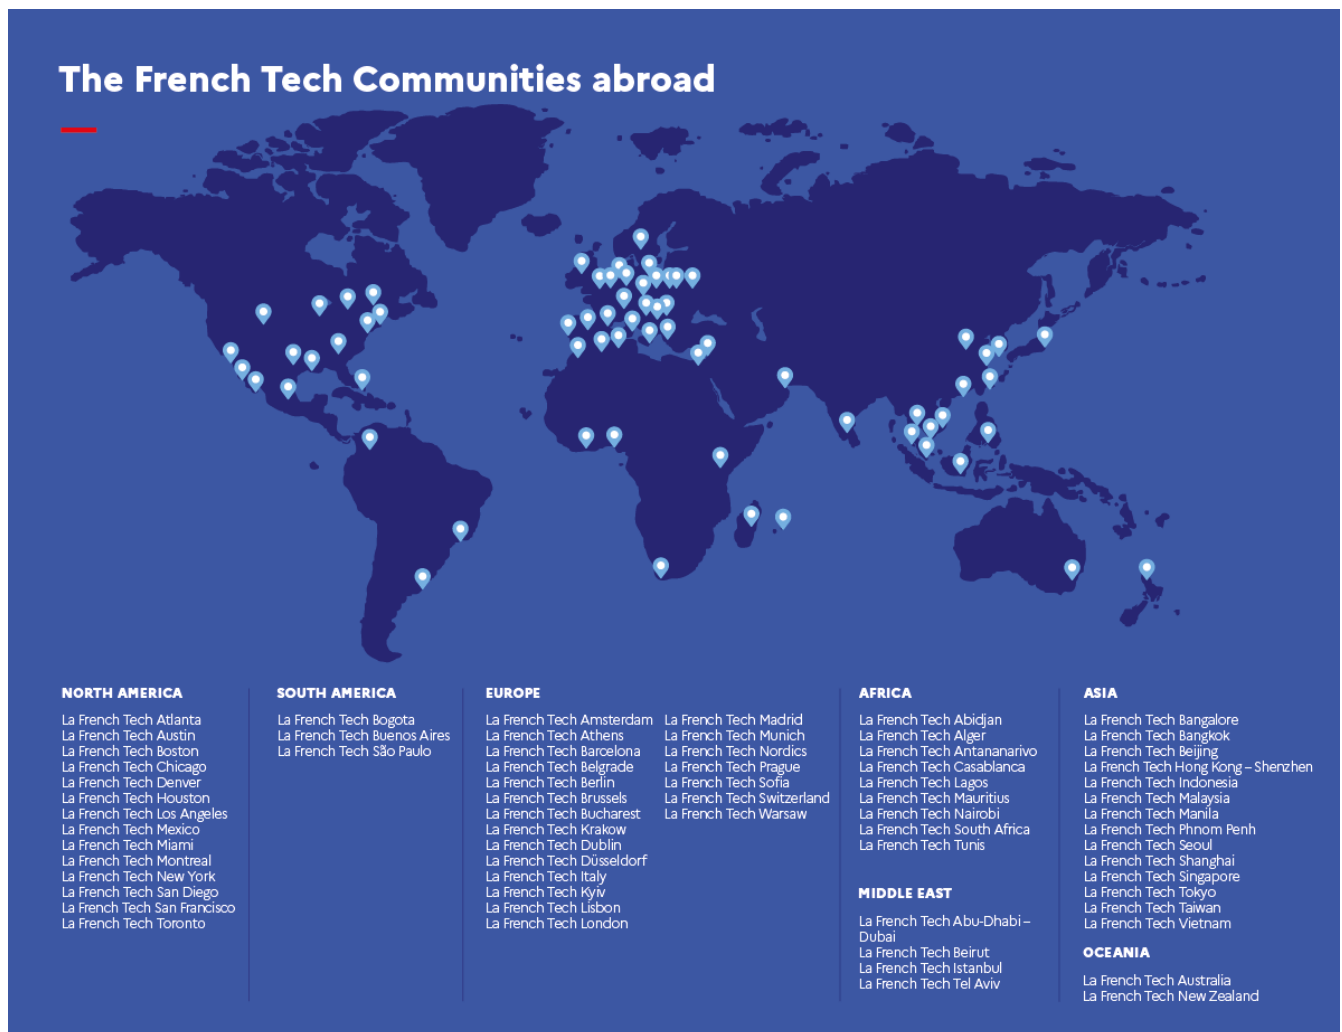 The French Tech Communities abroad
NORTH AMERICA
La French Tech Atlanta
La French Tech Austin
La French Tech Boston
La French Tech Chicago
La French Tech Denver
La French Tech Houston
La French Tech Los Angeles
La French Tech Mexico
La French Tech Miami
La French Tech Montreal
La French Tech New York
La French Tech San Diego
La French Tech San Francisco
La French Tech Toronto
SOUTH AMERICA
La French Tech Bogota
La French Tech Buenos Aires
La French Tech São Paulo
EUROPE
La French Tech Amsterdam
La French Tech Athens
La French Tech Barcelona
La French Tech Belgrade
La French Tech Berlin
La French Tech Brussels
La French Tech Bucharest
La French Tech Krakow
La French Tech Dublin
La French Tech Düsseldorf
La French Tech Italy
La French Tech Kyiv
La French Tech Lisbon
La French Tech London
La French Tech Madrid
La French Tech Munich
La French Tech Nordics
La French Tech Prague
La French Tech Sofia
La French Tech Switzerland
La French Tech Warsaw
AFRICA
La French Tech Abidjan
La French Tech Alger
La French Tech Antananarivo
La French Tech Casablanca
La French Tech Lagos
La French Tech Mauritius
La French Tech Nairobi
La French Tech South Africa
La French Tech Tunis
MIDDLE EAST
La French Tech Abu-Dhabi –
Dubai
La French Tech Beirut
La French Tech Istanbul
La French Tech Tel Aviv
ASIA
La French Tech Bangalore
La French Tech Bangkok
La French Tech Beijing
La French Tech Hong Kong – Shenzhen
La French Tech Indonesia
La French Tech Malaysia
La French Tech Manila
La French Tech Phnom Penh
La French Tech Seoul
La French Tech Shanghai
La French Tech Singapore
La French Tech Tokyo
La French Tech Taiwan
La French Tech Vietnam
OCEANIA
La French Tech Australia
La French Tech New Zealand